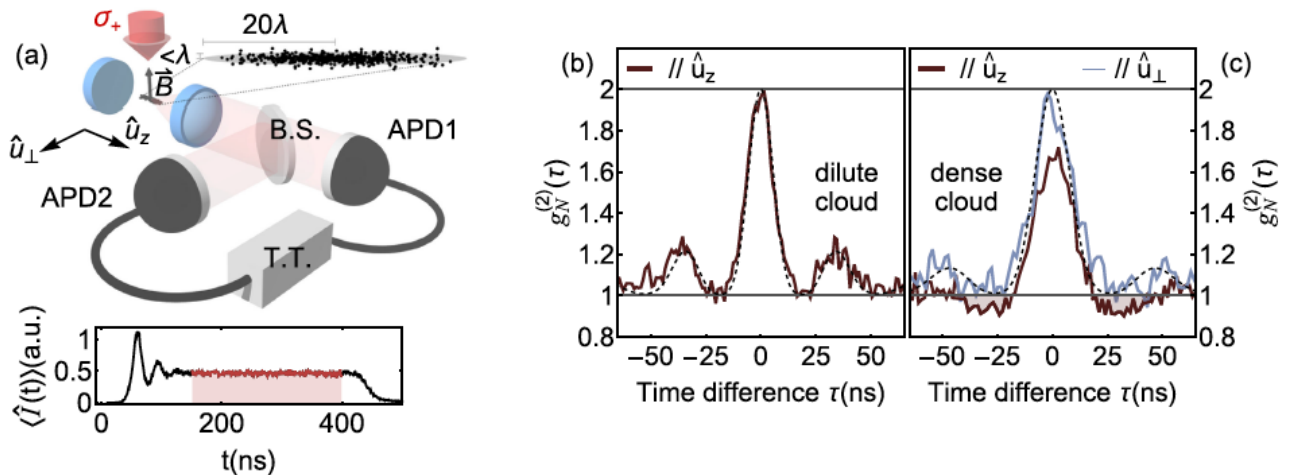 (a)
σ+
20λ
<λ
B⃗
û⊥
ûz
B.S.
APD1
APD2
T.T.
⟨Î(t)⟩(a.u.)
1
0.5
0
0
200
400
t(ns)
(b)
// ûz
dilute
cloud
2
1.8
1.6
1.4
1.2
1
0.8
gN(2)(τ)
−50
−25
0
25
50
Time difference τ(ns)
// ûz
// û⊥
(c)
dense
cloud
2
1.8
1.6
1.4
1.2
1
0.8
gN(2)(τ)
−50
−25
0
25
50
Time difference τ(ns)